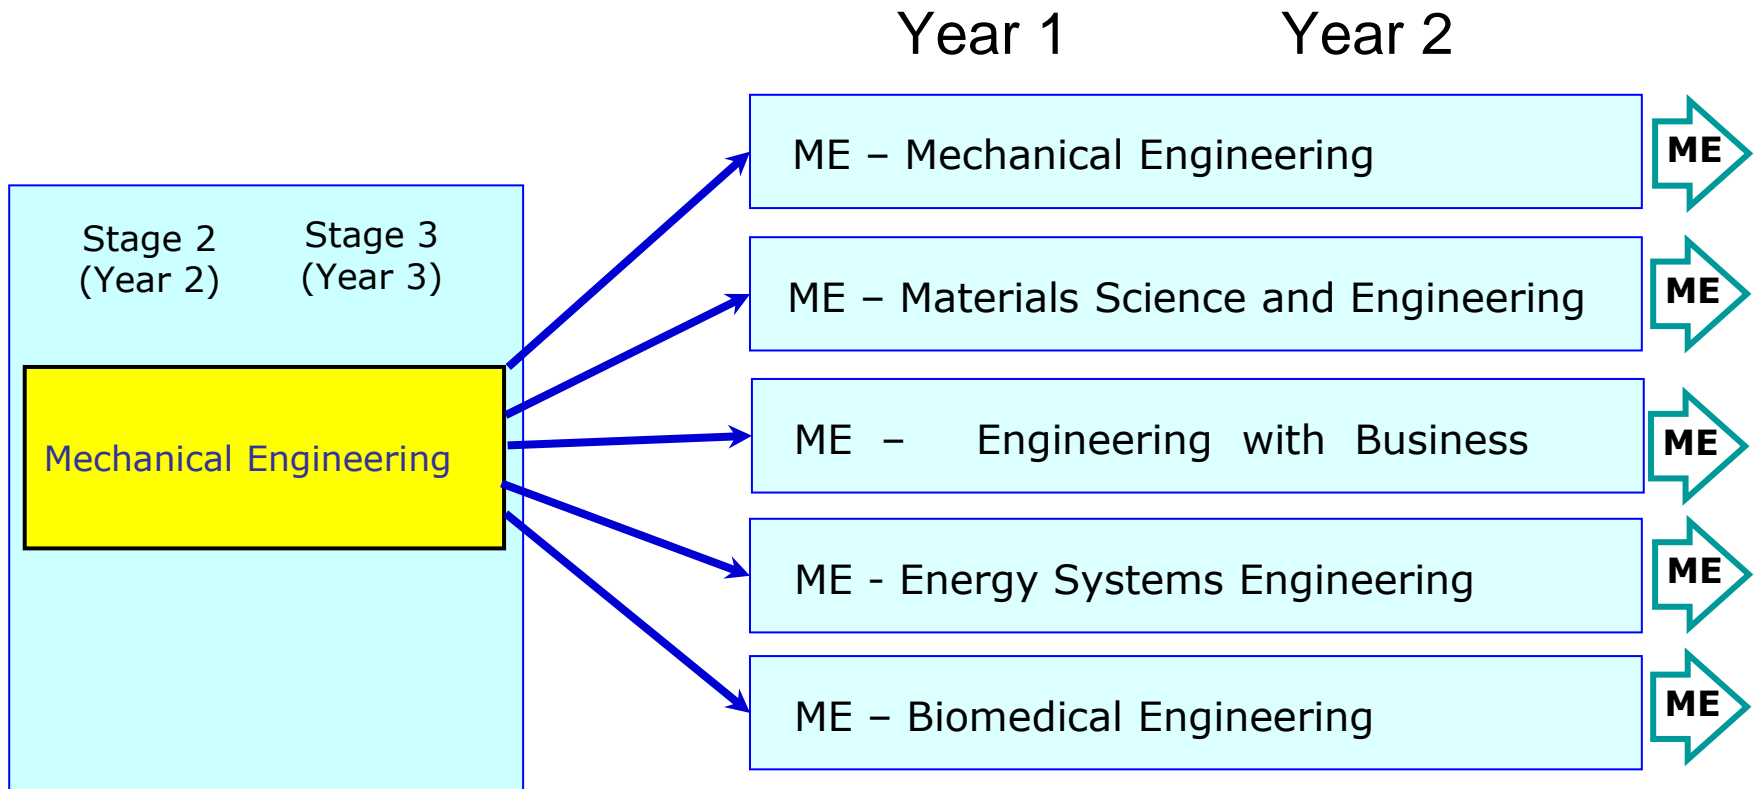 Year 1 Year 2
ME – Mechanical Engineering ME
Stage 2 Stage 3
(Year 2) (Year 3)
ME – Materials Science and Engineering ME
Mechanical Engineering
ME – Engineering with Business ME
ME - Energy Systems Engineering ME
ME – Biomedical Engineering ME